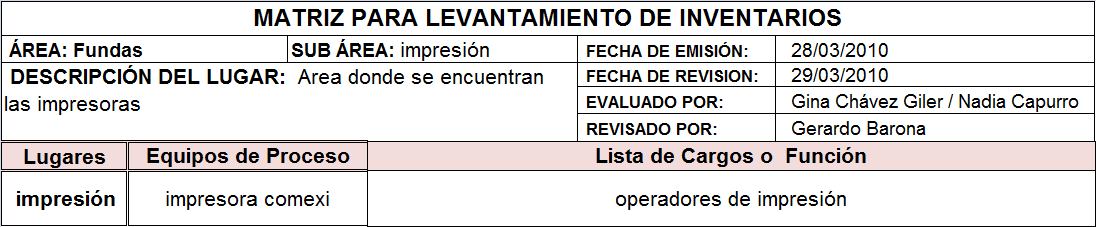 MATRIZ PARA LEVANTAMIENTO DE INVENTARIOS
ÁREA: Fundas SUB ÁREA: impresión FECHA DE EMISIÓN: 28/03/2010
DESCRIPCIÓN DEL LUGAR: Area donde se encuentran
las impresoras
FECHA DE REVISION: 29/03/2010
EVALUADO POR: Gina Chávez Giler / Nadia Capurro
REVISADO POR: Gerardo Barona
Lugares Equipos de Proceso Lista de Cargos o Función
impresión impresora comexi operadores de impresión